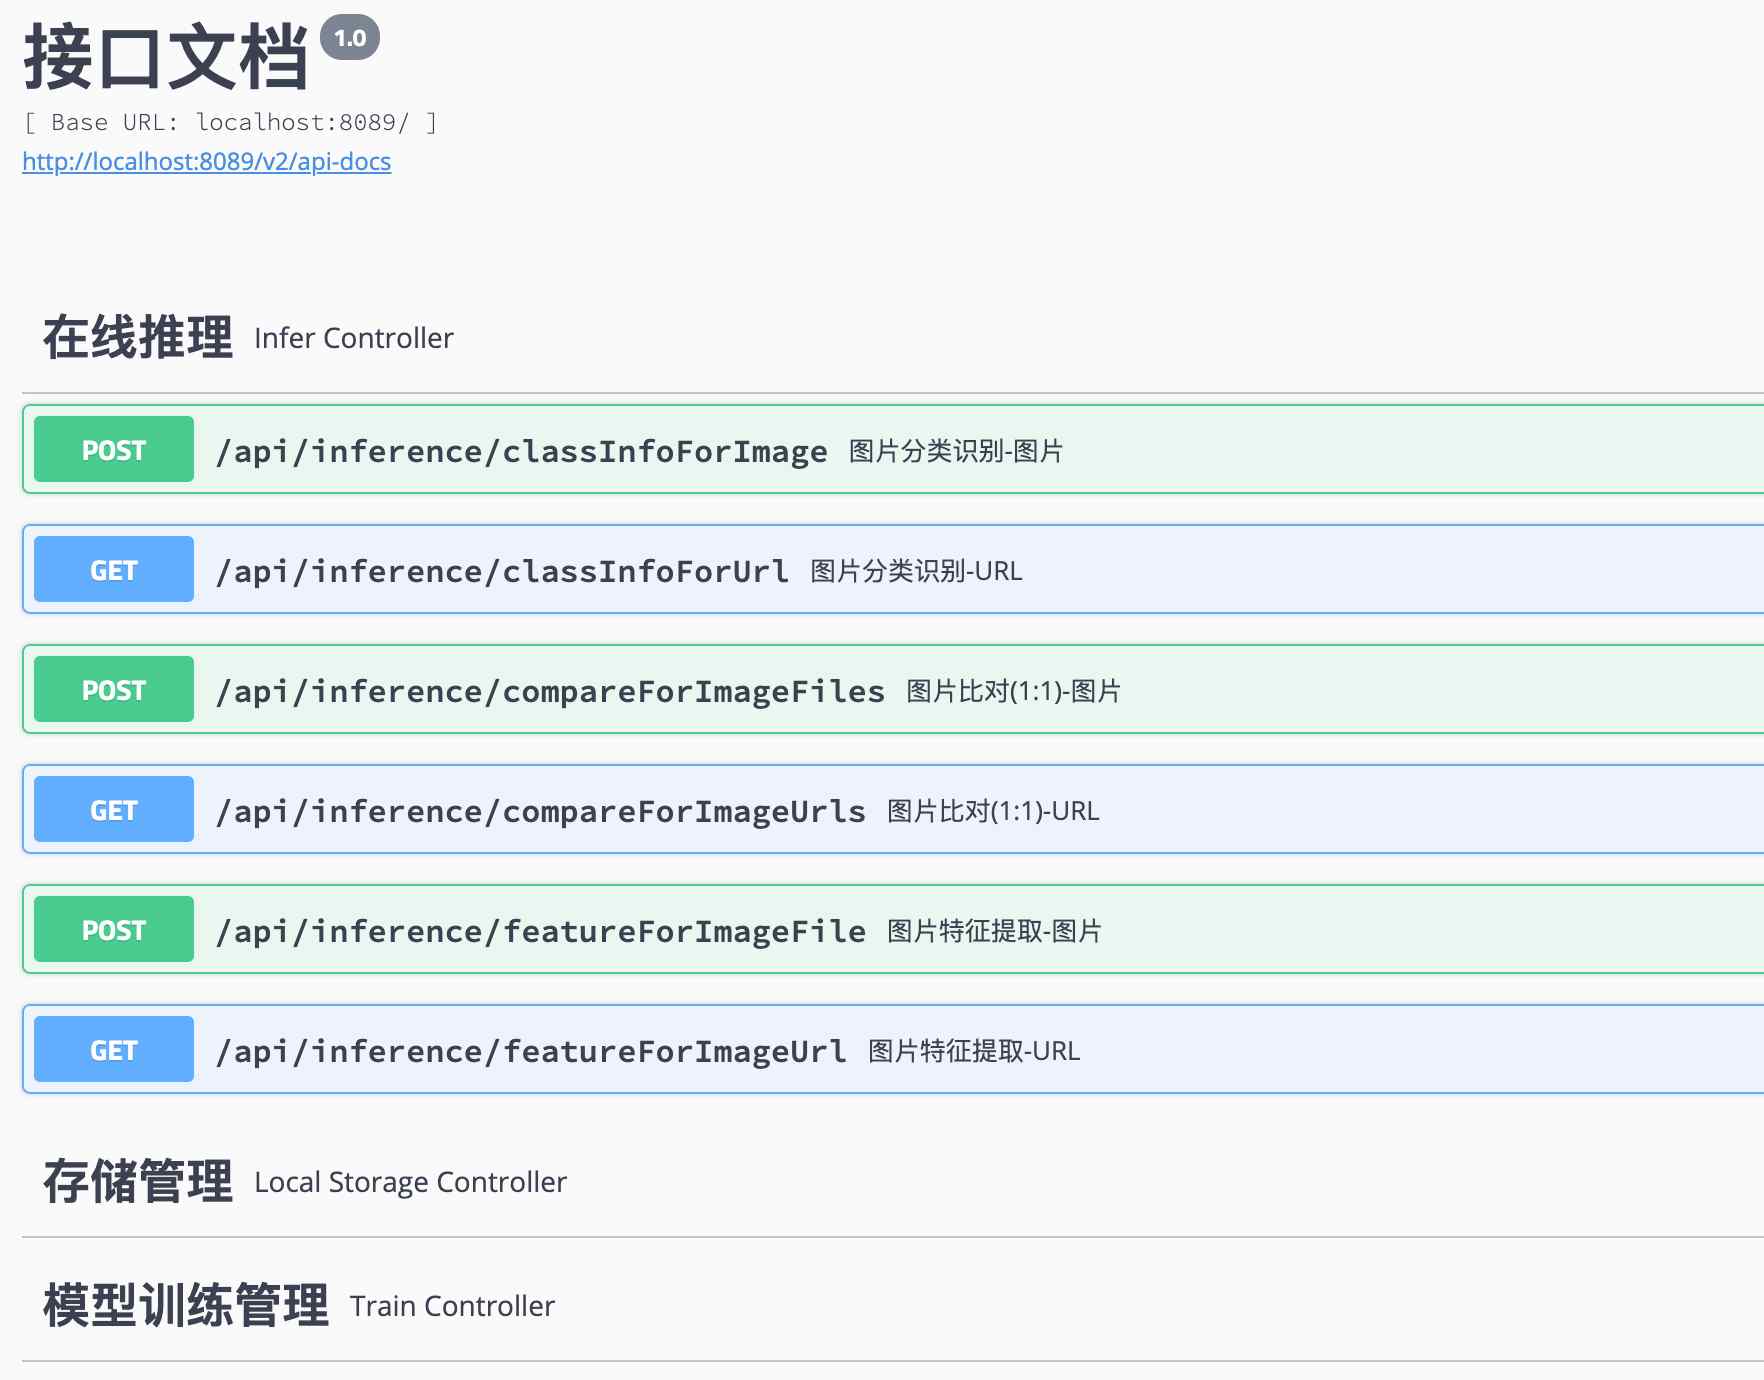 接口文档 1.0
[ Base URL: localhost:8089/ ]
http://localhost:8089/v2/api-docs
在线推理 Infer Controller
POST /api/inference/classInfoForImage 图片分类识别-图片
GET /api/inference/classInfoForUrl 图片分类识别-URL
POST /api/inference/compareForImageFiles 图片比对(1:1)-图片
GET /api/inference/compareForImageUrls 图片比对(1:1)-URL
POST /api/inference/featureForImageFile 图片特征提取-图片
GET /api/inference/featureForImageUrl 图片特征提取-URL
存储管理 Local Storage Controller
模型训练管理 Train Controller